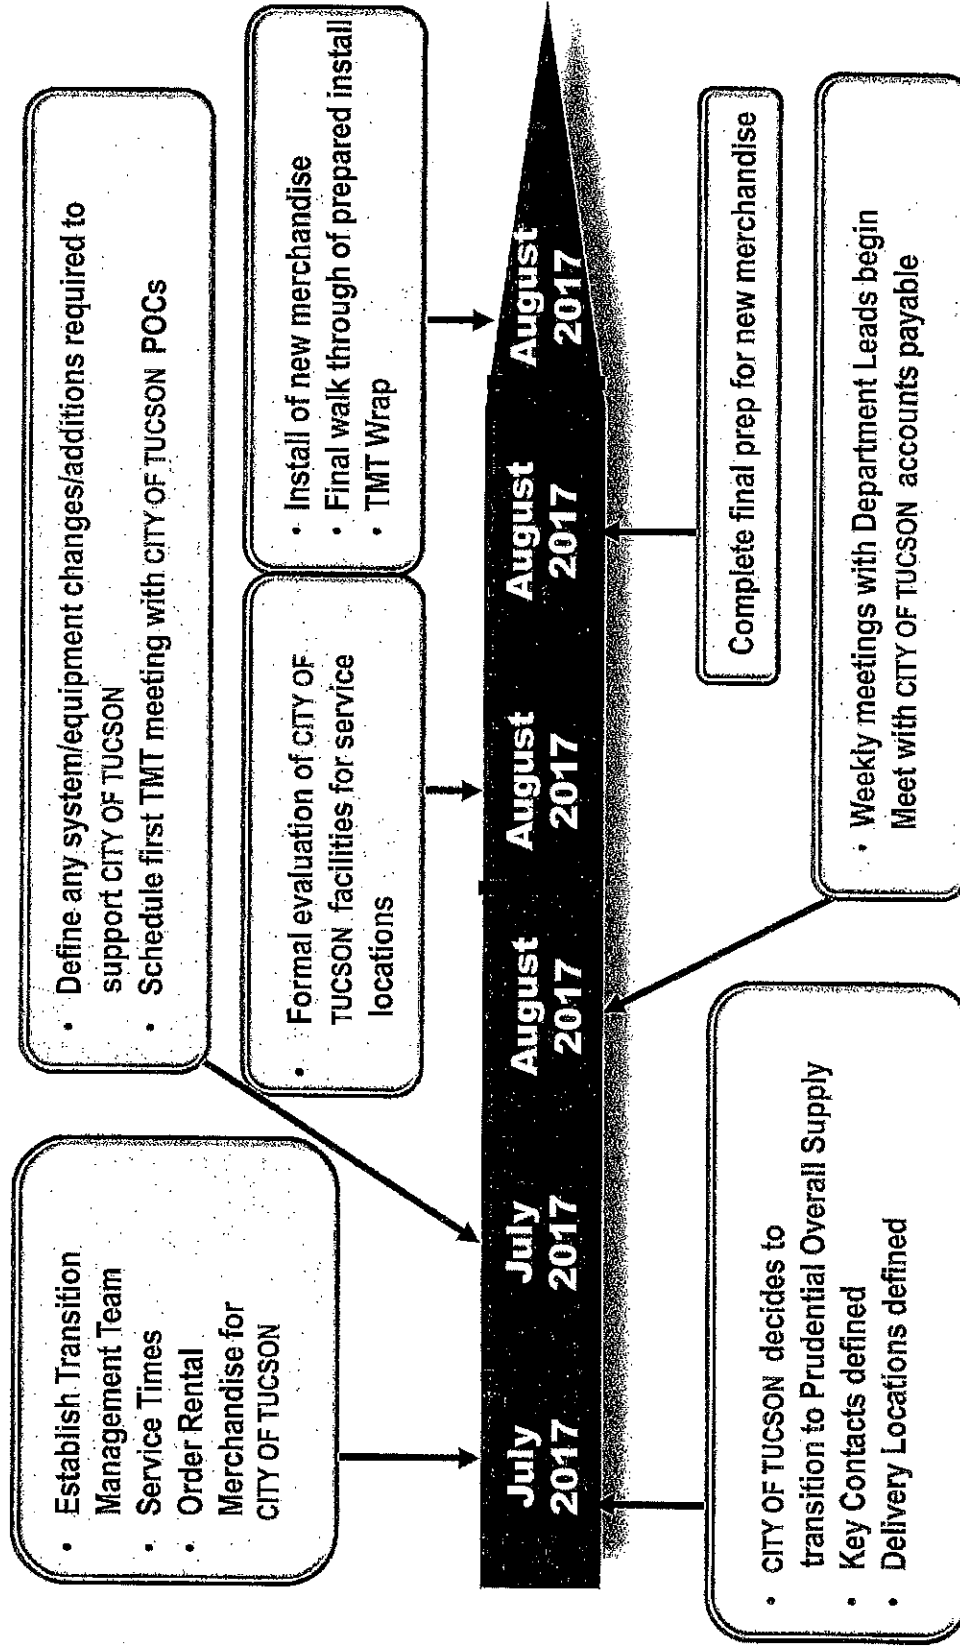 • Establish Transition
Management Team
• Service Times
• Order Rental
Merchandise for
CITY OF TUCSON
• Define any system/equipment changes/additions required to
support CITY OF TUCSON
• Schedule first TMT meeting with CITY OF TUCSON POCs
• Formal evaluation of CITY OF
TUCSON facilities for service
locations
• Install of new merchandise
• Final walk through of prepared install
• TMT Wrap
July
2017
July
2017
August
2017
August
2017
August
2017
August
2017
• CITY OF TUCSON decides to
transition to Prudential Overall Supply
• Key Contacts defined
• Delivery Locations defined
• Weekly meetings with Department Leads begin
Meet with CITY OF TUCSON accounts payable
Complete final prep for new merchandise